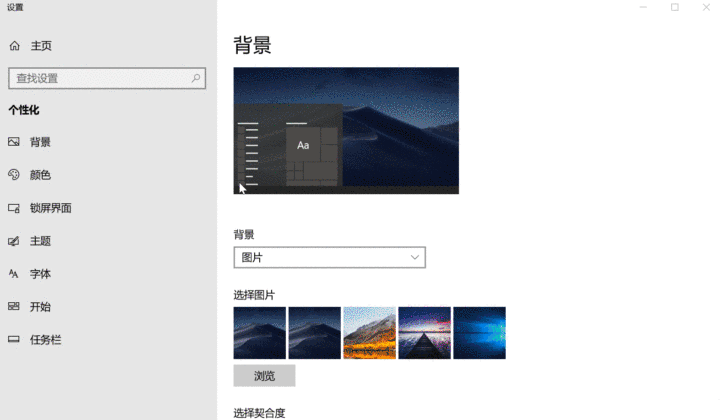 设置
主页
查找设置
个性化
背景
颜色
锁屏界面
主题
字体
开始
任务栏
背景
Aa
背景
图片
选择图片
浏览
选择契合度